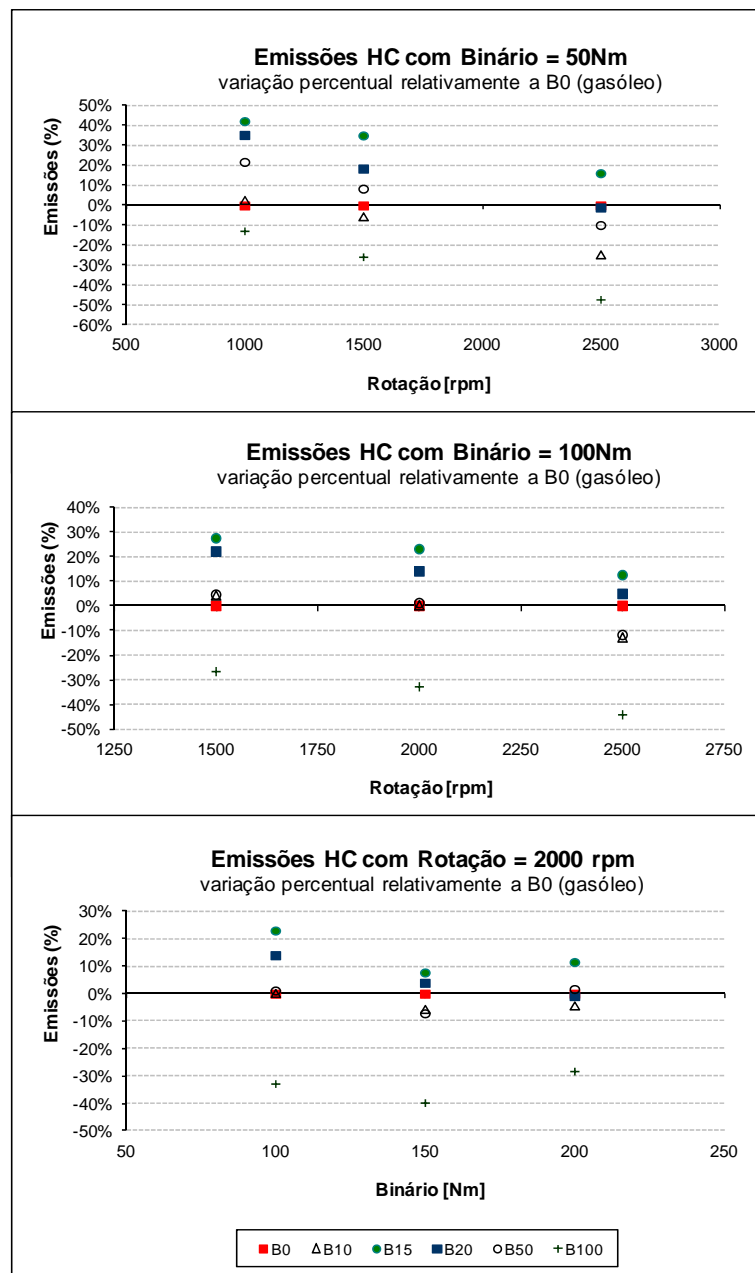 Emissões HC com Binário = 50Nm
variação percentual relativamente a B0 (gasóleo)
Emissões (%)
50%
40%
30%
20%
10%
0%
-10%
-20%
-30%
-40%
-50%
-60%
500 1000 1500 2000 2500 3000
Rotação [rpm]
Emissões HC com Binário = 100Nm
variação percentual relativamente a B0 (gasóleo)
Emissões (%)
40%
30%
20%
10%
0%
-10%
-20%
-30%
-40%
-50%
1250 1500 1750 2000 2250 2500 2750
Rotação [rpm]
Emissões HC com Rotação = 2000 rpm
variação percentual relativamente a B0 (gasóleo)
Emissões (%)
30%
20%
10%
0%
-10%
-20%
-30%
-40%
-50%
50 100 150 200 250
Binário [Nm]
B0 B10 B15 B20 B50 B100